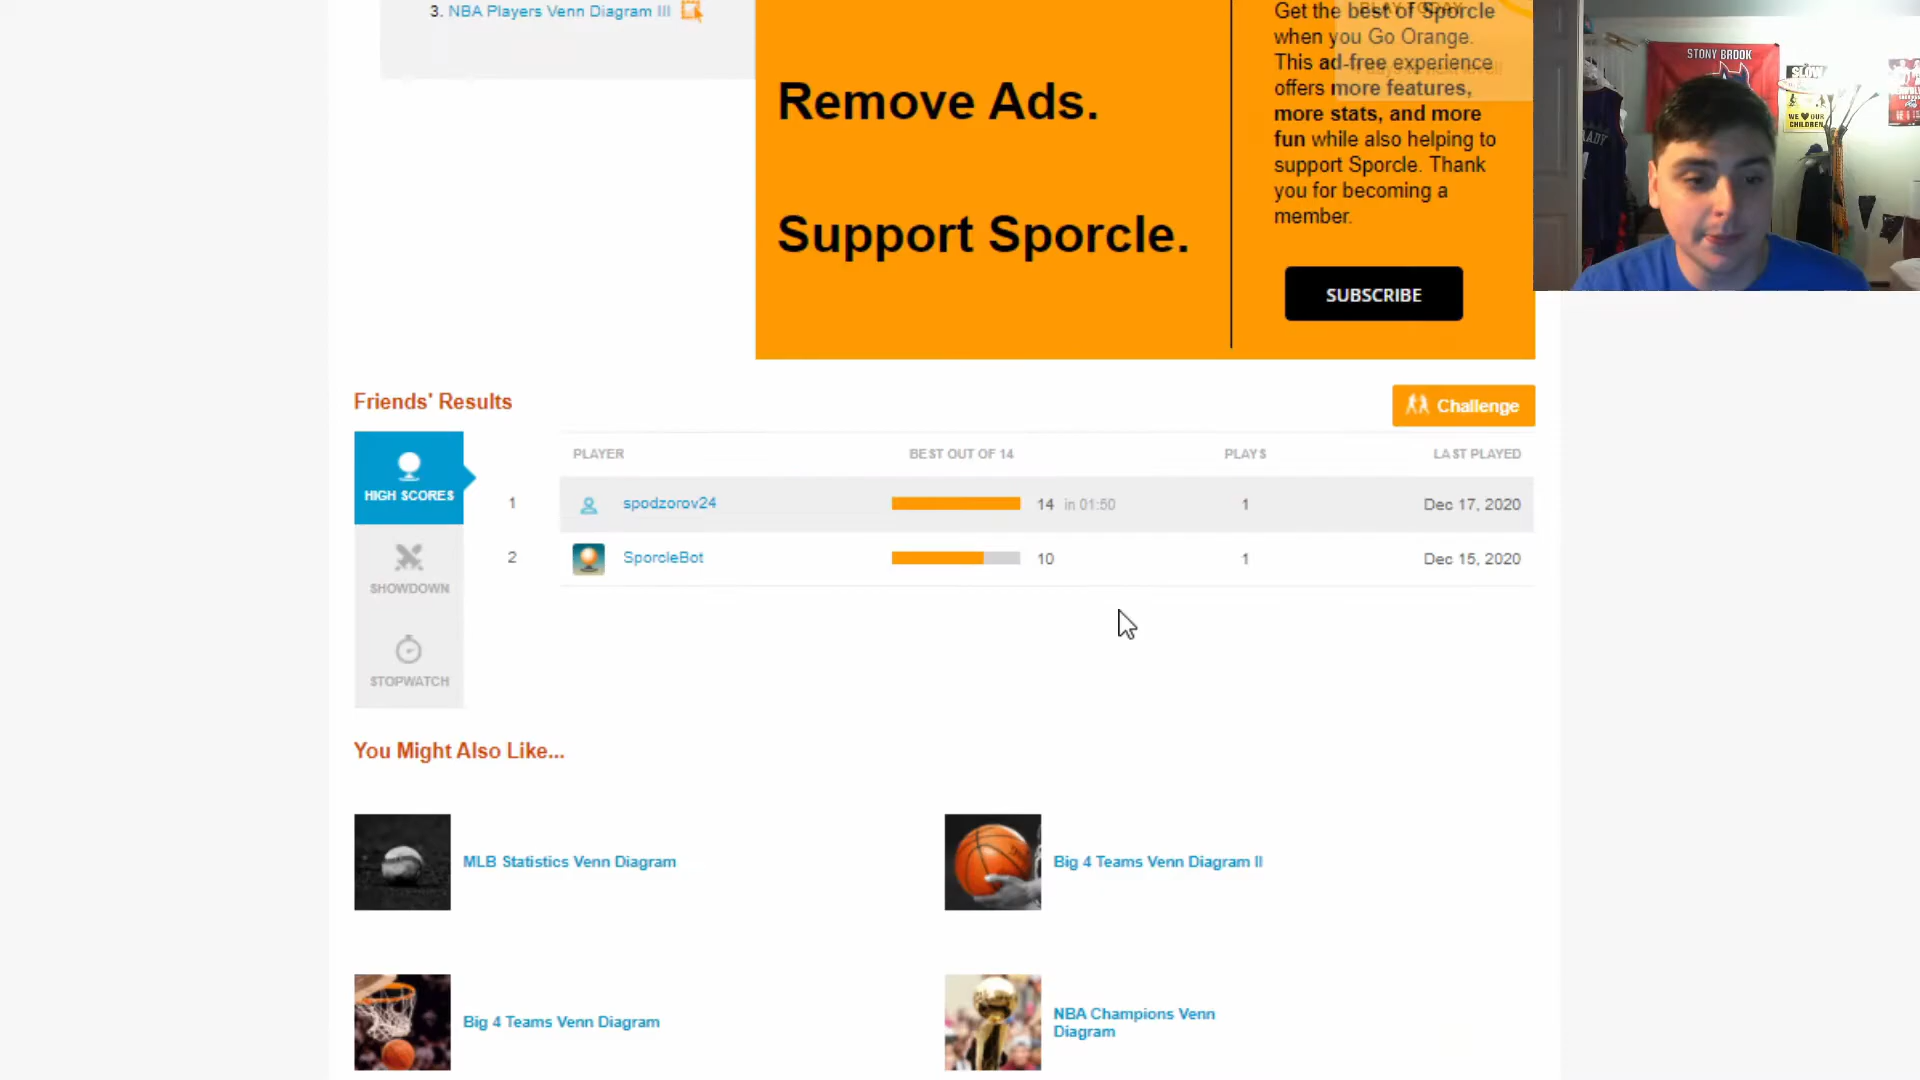 3. NBA Players Venn Diagram III
Remove Ads.
Support Sporcle.
Get the best of Sporcle
when you Go Orange.
This ad-free experience
offers more features,
more stats, and more
fun while also helping to
support Sporcle. Thank
you for becoming a
member.
SUBSCRIBE
STONY BROOK
SLOW
WE OUR
CHILDREN
Friends' Results
Challenge
HIGH SCORES
SHOWDOWN
STOPWATCH
PLAYER BEST OUT OF 14 PLAYS LAST PLAYED
1 spodzorov24 14 in 01:50 1 Dec 17, 2020
2 SporcleBot 10 1 Dec 15, 2020
You Might Also Like...
MLB Statistics Venn Diagram
Big 4 Teams Venn Diagram II
Big 4 Teams Venn Diagram
NBA Champions Venn
Diagram